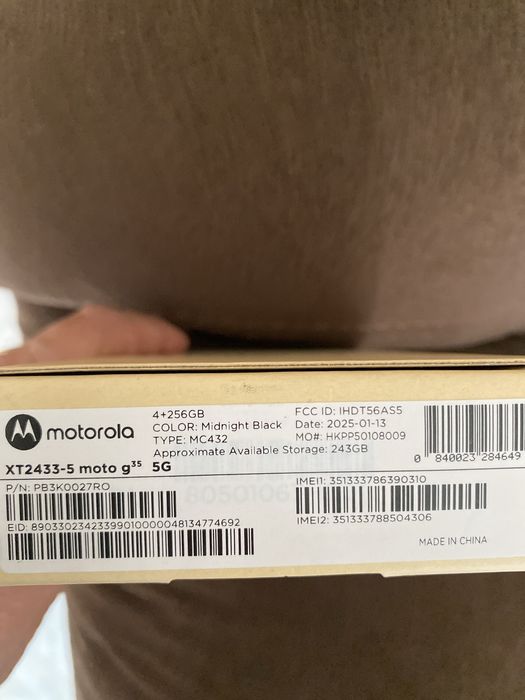 motorola
XT2433-5 moto g35 5G
4+256GB
COLOR: Midnight Black
TYPE: MC432
Approximate Available Storage: 243GB
FCC ID: IHDT56AS5
Date: 2025-01-13
MO#: HKPP50108009
0 840023 284649
P/N: PB3K0027RO
EID: 89033023423399010000048134774692
IMEI1: 351333786390310
IMEI2: 351333788504306
MADE IN CHINA